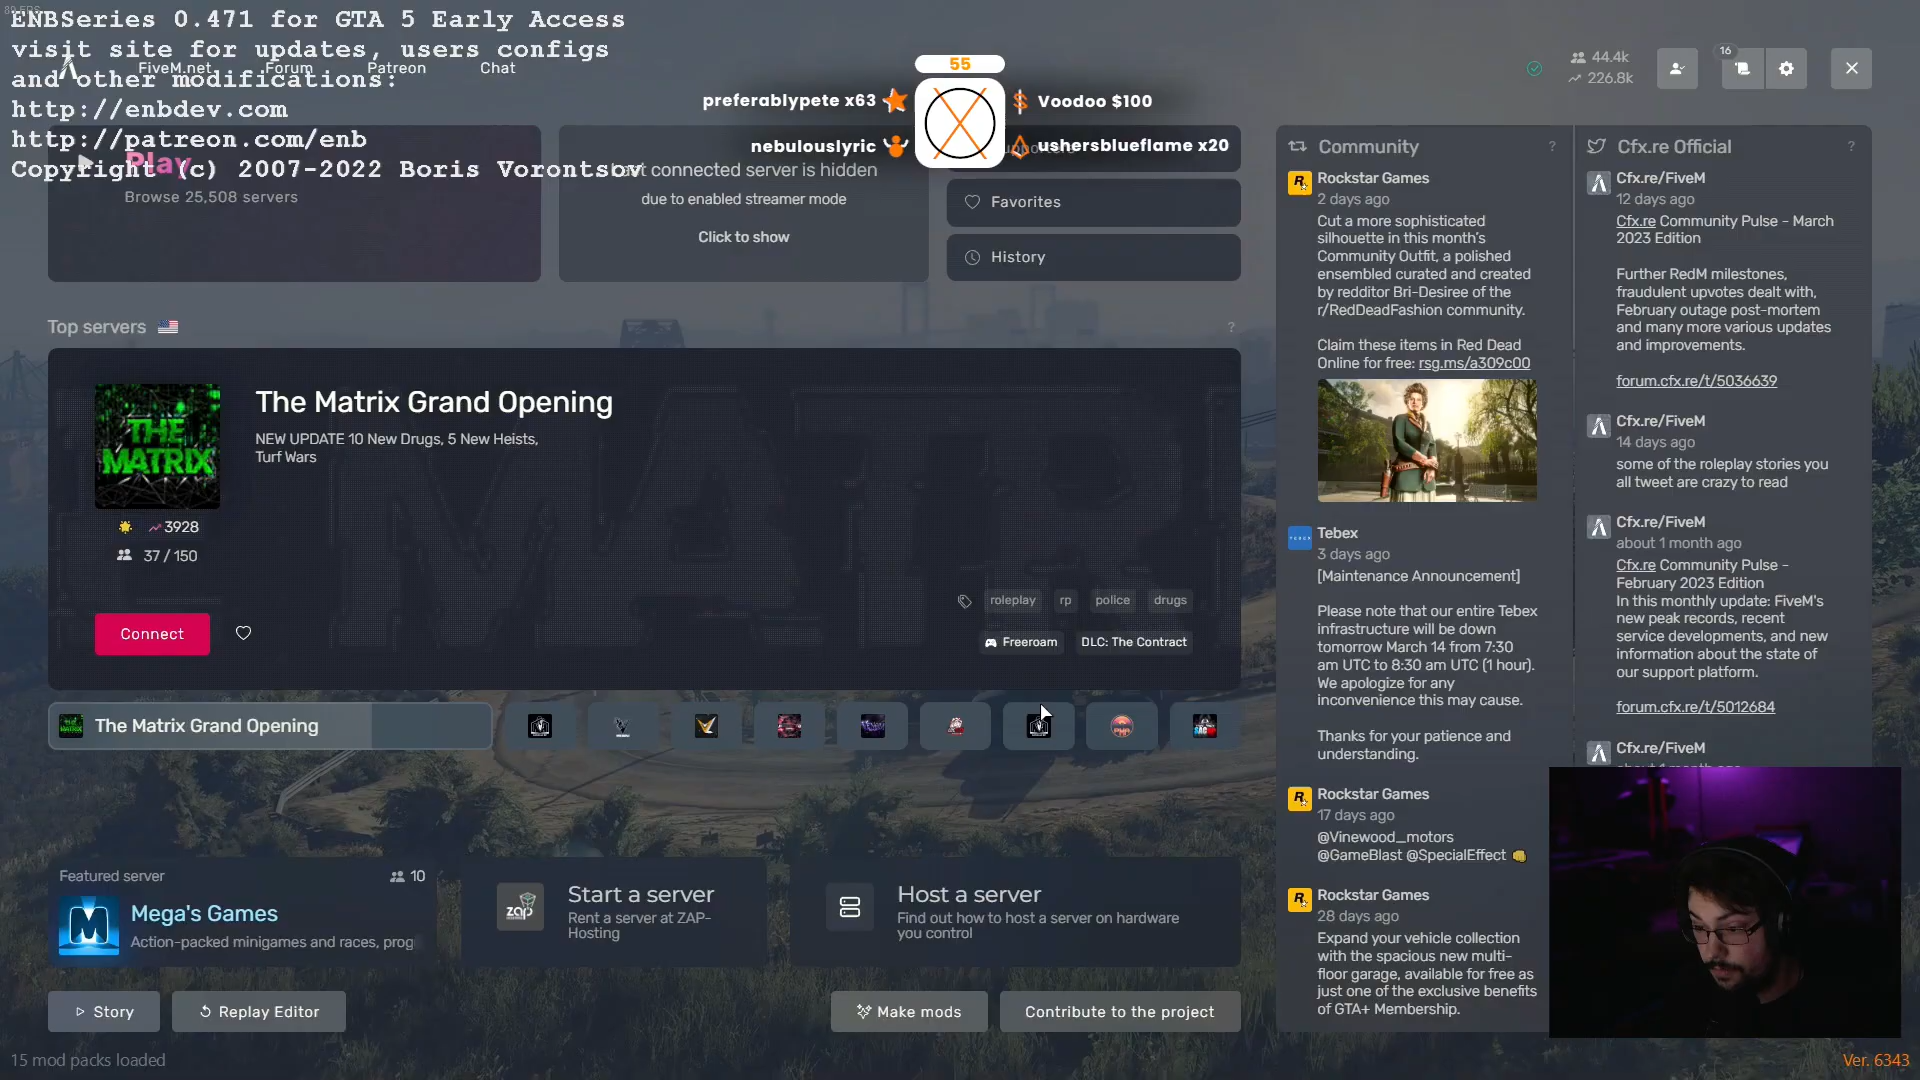 89 FPS
ENBSeries 0.471 for GTA 5 Early Access
visit site for updates, users configs
and other modifications:
http://enbdev.com
http://patreon.com/enb
Copyright (c) 2007-2022 Boris Vorontsov
FiveM.net
Forum
Patreon
Chat
55
preferablypete x63
Voodoo $100
nebulouslyric
ushersblueflame x20
44.4k
226.8k
16
Play
Browse 25,508 servers
Last connected server is hidden
due to enabled streamer mode
Click to show
Favorites
History
Top servers
?
THE
MATRIX
The Matrix Grand Opening
NEW UPDATE 10 New Drugs, 5 New Heists,
Turf Wars
3928
37 / 150
Connect
roleplay
rp
police
drugs
Freeroam
DLC: The Contract
The Matrix Grand Opening
Featured server
10
Mega's Games
Action-packed minigames and races, prog
zap
Start a server
Rent a server at ZAP-
Hosting
Host a server
Find out how to host a server on hardware
you control
Story
Replay Editor
Make mods
Contribute to the project
15 mod packs loaded
Community
?
Rockstar Games
2 days ago
Cut a more sophisticated
silhouette in this month's
Community Outfit, a polished
ensembled curated and created
by redditor Bri-Desiree of the
r/RedDeadFashion community.
Claim these items in Red Dead
Online for free: rsg.ms/a309c00
Tebex
3 days ago
[Maintenance Announcement]
Please note that our entire Tebex
infrastructure will be down
tomorrow March 14 from 7:30
am UTC to 8:30 am UTC (1 hour).
We apologize for any
inconvenience this may cause.
Thanks for your patience and
understanding.
Rockstar Games
17 days ago
@Vinewood_motors
@GameBlast @SpecialEffect
Rockstar Games
28 days ago
Expand your vehicle collection
with the spacious new multi-
floor garage, available for free as
just one of the exclusive benefits
of GTA+ Membership.
Cfx.re Official
?
Cfx.re/FiveM
12 days ago
Cfx.re Community Pulse – March
2023 Edition
Further RedM milestones,
fraudulent upvotes dealt with,
February outage post-mortem
and many more various updates
and improvements.
forum.cfx.re/t/5036639
Cfx.re/FiveM
14 days ago
some of the roleplay stories you
all tweet are crazy to read
Cfx.re/FiveM
about 1 month ago
Cfx.re Community Pulse –
February 2023 Edition
In this monthly update: FiveM's
new peak records, recent
service developments, and new
information about the state of
our support platform.
forum.cfx.re/t/5012684
Cfx.re/FiveM
about 1 month ago
Ver. 6343